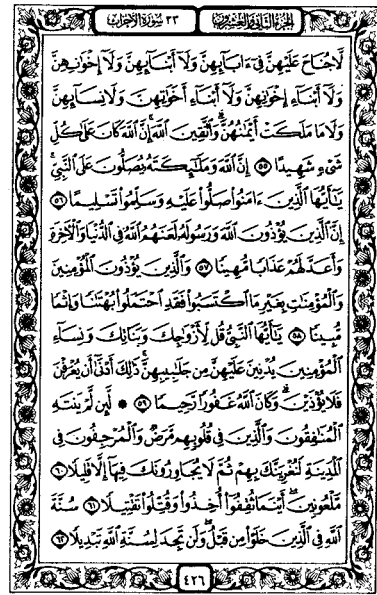 الجزء الثاني والعشرون
٣٣ سورة الأحزاب
لَّا جُنَاحَ عَلَيْهِنَّ فِيٓ ءَابَآئِهِنَّ وَلَآ أَبْنَآئِهِنَّ وَلَآ إِخْوَٰنِهِنَّ
وَلَآ أَبْنَآءِ إِخْوَٰنِهِنَّ وَلَآ أَبْنَآءِ أَخَوَٰتِهِنَّ وَلَا نِسَآئِهِنَّ
وَلَا مَا مَلَكَتْ أَيْمَٰنُهُنَّۗ وَٱتَّقِينَ ٱللَّهَۚ إِنَّ ٱللَّهَ كَانَ عَلَىٰ كُلِّ
شَيْءٍ شَهِيدًا ٥٥ إِنَّ ٱللَّهَ وَمَلَٰٓئِكَتَهُۥ يُصَلُّونَ عَلَى ٱلنَّبِيِّۚ
يَٰٓأَيُّهَا ٱلَّذِينَ ءَامَنُوا۟ صَلُّوا۟ عَلَيْهِ وَسَلِّمُوا۟ تَسْلِيمًا ٥٦
إِنَّ ٱلَّذِينَ يُؤْذُونَ ٱللَّهَ وَرَسُولَهُۥ لَعَنَهُمُ ٱللَّهُ فِي ٱلدُّنْيَا وَٱلْءَاخِرَةِ
وَأَعَدَّ لَهُمْ عَذَابًا مُّهِينًا ٥٧ وَٱلَّذِينَ يُؤْذُونَ ٱلْمُؤْمِنِينَ
وَٱلْمُؤْمِنَٰتِ بِغَيْرِ مَا ٱكْتَسَبُوا۟ فَقَدِ ٱحْتَمَلُوا۟ بُهْتَٰنًا وَإِثْمًا
مُّبِينًا ٥٨ يَٰٓأَيُّهَا ٱلنَّبِيُّ قُل لِّأَزْوَٰجِكَ وَبَنَاتِكَ وَنِسَآءِ
ٱلْمُؤْمِنِينَ يُدْنِينَ عَلَيْهِنَّ مِن جَلَٰبِيبِهِنَّۚ ذَٰلِكَ أَدْنَىٰٓ أَن يُعْرَفْنَ
فَلَا يُؤْذَيْنَۗ وَكَانَ ٱللَّهُ غَفُورًا رَّحِيمًا ٥٩ ۞ لَّئِن لَّمْ يَنتَهِ
ٱلْمُنَٰفِقُونَ وَٱلَّذِينَ فِي قُلُوبِهِم مَّرَضٌ وَٱلْمُرْجِفُونَ فِي
ٱلْمَدِينَةِ لَنُغْرِيَنَّكَ بِهِمْ ثُمَّ لَا يُجَاوِرُونَكَ فِيهَآ إِلَّا قَلِيلًا ٦٠
مَّلْعُونِينَۖ أَيْنَمَا ثُقِفُوٓا۟ أُخِذُوا۟ وَقُتِّلُوا۟ تَقْتِيلًا ٦١ سُنَّةَ
ٱللَّهِ فِي ٱلَّذِينَ خَلَوْا۟ مِن قَبْلُۖ وَلَن تَجِدَ لِسُنَّةِ ٱللَّهِ تَبْدِيلًا ٦٢
٤٢٦